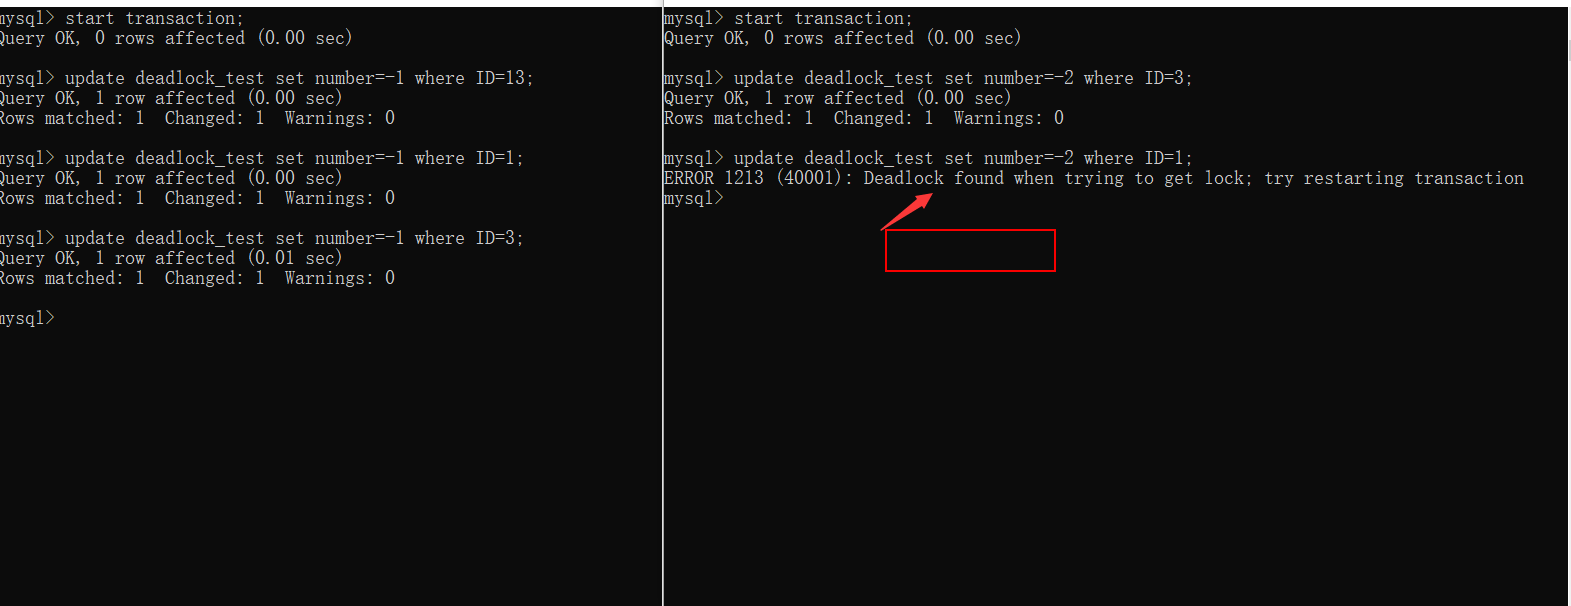 mysql> start transaction;
Query OK, 0 rows affected (0.00 sec)
mysql> update deadlock_test set number=-1 where ID=13;
Query OK, 1 row affected (0.00 sec)
Rows matched: 1  Changed: 1  Warnings: 0
mysql> update deadlock_test set number=-1 where ID=1;
Query OK, 1 row affected (0.00 sec)
Rows matched: 1  Changed: 1  Warnings: 0
mysql> update deadlock_test set number=-1 where ID=3;
Query OK, 1 row affected (0.01 sec)
Rows matched: 1  Changed: 1  Warnings: 0
mysql>
mysql> start transaction;
Query OK, 0 rows affected (0.00 sec)
mysql> update deadlock_test set number=-2 where ID=3;
Query OK, 1 row affected (0.00 sec)
Rows matched: 1  Changed: 1  Warnings: 0
mysql> update deadlock_test set number=-2 where ID=1;
ERROR 1213 (40001): Deadlock found when trying to get lock; try restarting transaction
mysql>